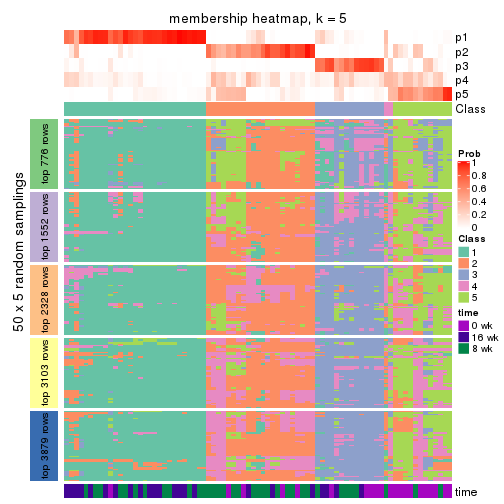 membership heatmap, k = 5
p1
p2
p3
p4
p5
Class
50 x 5 random samplings
top 776 rows
top 1552 rows
top 2328 rows
top 3103 rows
top 3879 rows
time
Prob
1
0.8
0.6
0.4
0.2
0
Class
1
2
3
4
5
time
0 wk
16 wk
8 wk